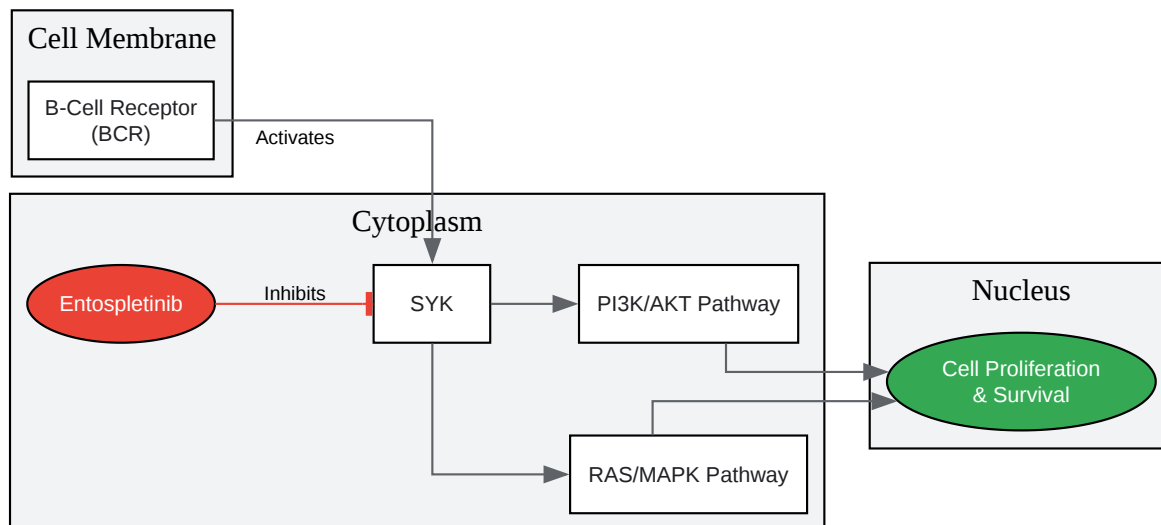 Cell Membrane
B-Cell Receptor
(BCR)
Activates
Cytoplasm
Entospletinib
Inhibits
SYK
PI3K/AKT Pathway
RAS/MAPK Pathway
Nucleus
Cell Proliferation
& Survival